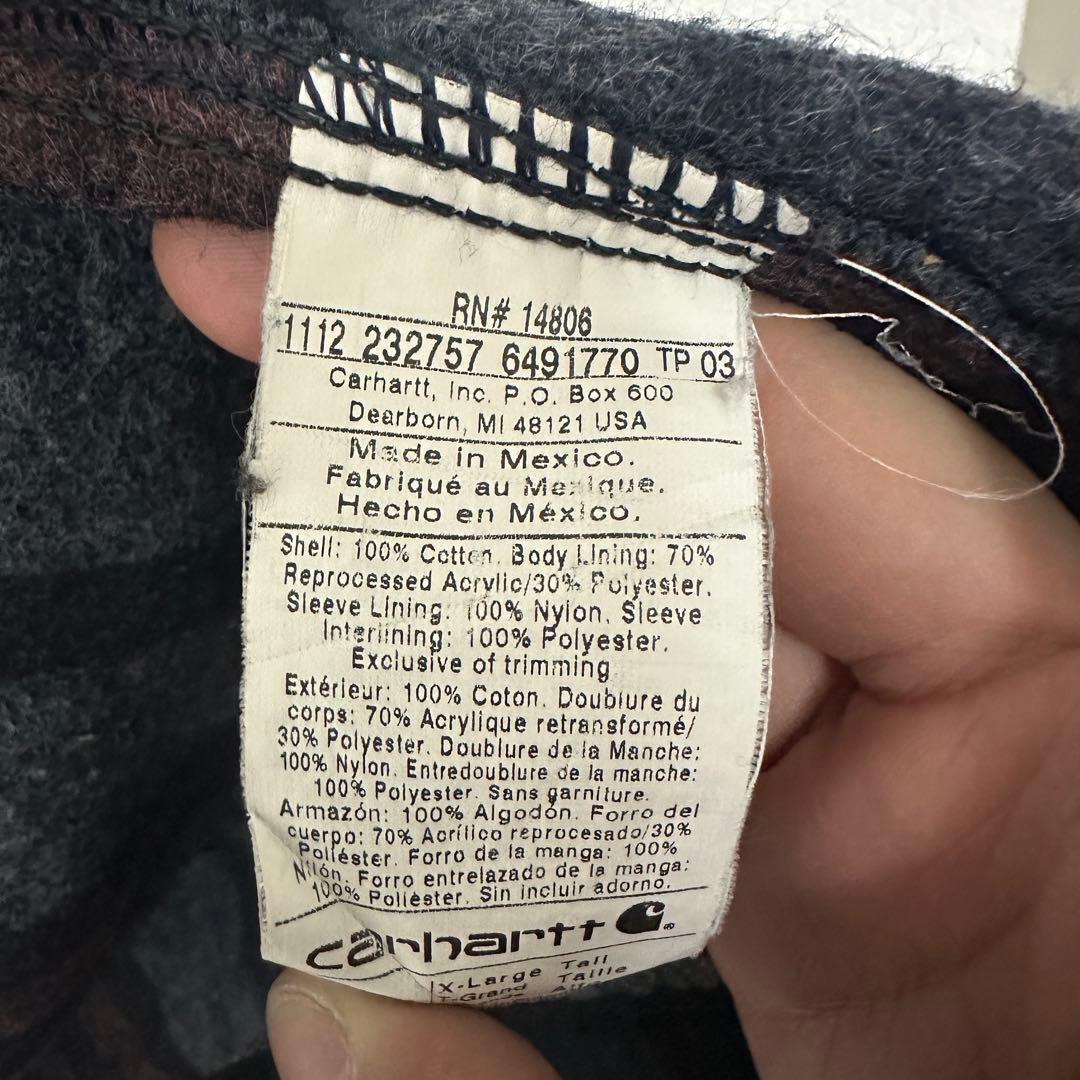 RN# 14806
1112 232757 6491770 TP 03
Carhartt, Inc. P.O. Box 600
Dearborn, MI 48121 USA
Made in Mexico.
Fabriqué au Mexique.
Hecho en México.
Shell: 100% Cotton. Body Lining: 70%
Reprocessed Acrylic/30% Polyester.
Sleeve Lining: 100% Nylon. Sleeve
Interlining: 100% Polyester.
Exclusive of trimming
Extérieur: 100% Coton. Doublure du
corps: 70% Acrylique retransformé/
30% Polyester. Doublure de la Manche:
100% Nylon. Entredoublure de la manche:
100% Polyester. Sans garniture.
Armazón: 100% Algodón. Forro del
cuerpo: 70% Acrílico reprocesado/30%
Poliéster. Forro de la manga: 100%
Nilón. Forro entrelazado de la manga:
100% Poliéster. Sin incluir adorno.
carhartt
X-Large Tall
T-Grand Taille